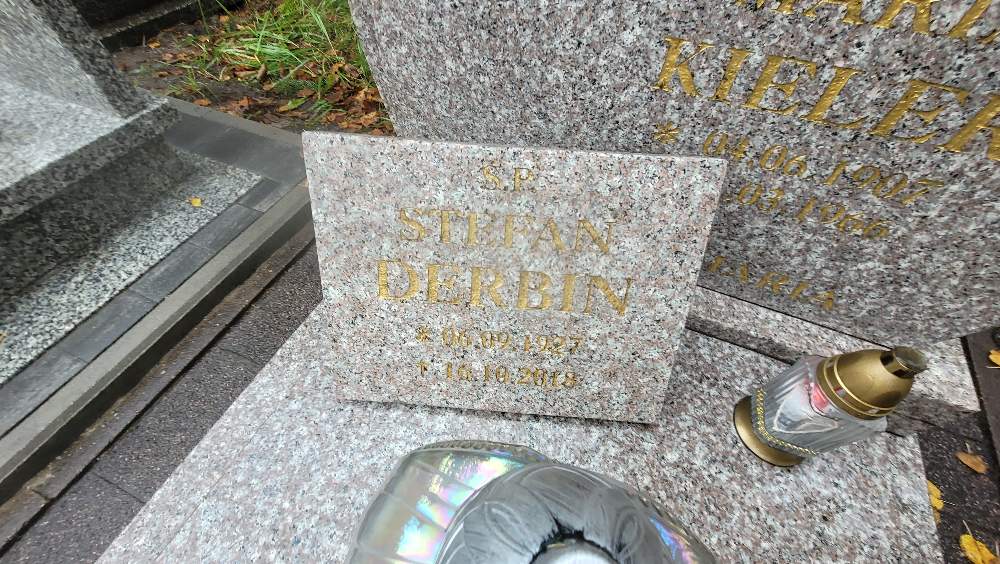 Ś.P.
STEFAN
DERBIN
* 06.09.1927
† 16.10.2018
KIELER
* 04.06.1907
03.1966
MARIA